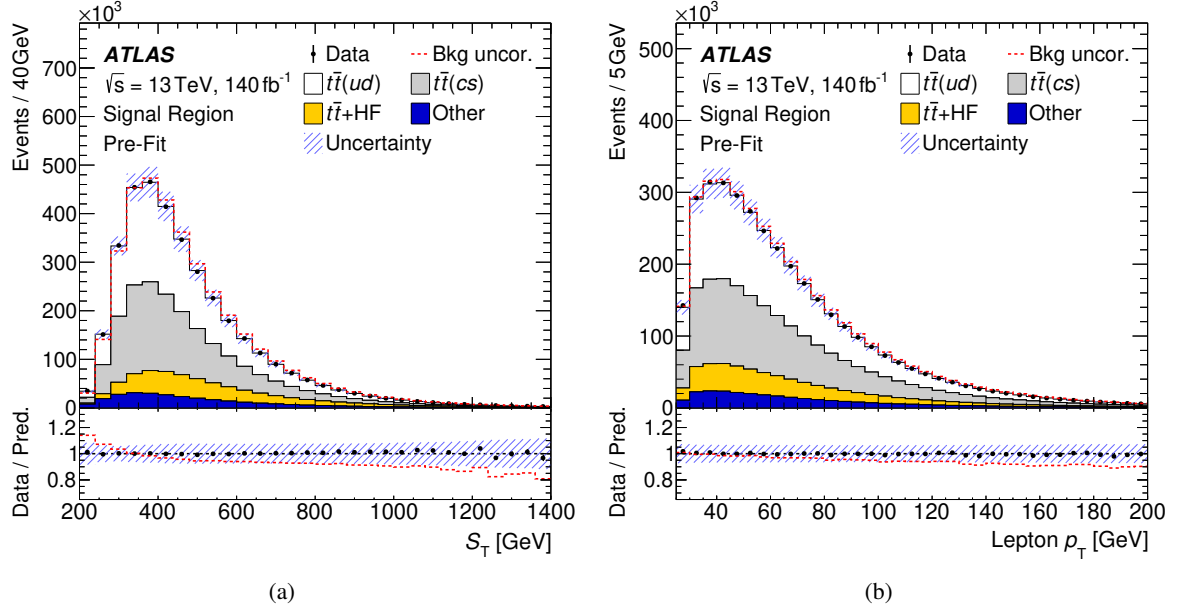 ×10³
Events / 40GeV
ATLAS
√s = 13 TeV, 140 fb⁻¹
Signal Region
Pre-Fit
Data
Bkg uncor.
tt̄(ud)
tt̄(cs)
tt̄+HF
Other
Uncertainty
700
600
500
400
300
200
100
0
Data / Pred.
1.2
1
0.8
200 400 600 800 1000 1200 1400
S_T [GeV]
(a)
×10³
Events / 5GeV
ATLAS
√s = 13 TeV, 140 fb⁻¹
Signal Region
Pre-Fit
Data
Bkg uncor.
tt̄(ud)
tt̄(cs)
tt̄+HF
Other
Uncertainty
500
400
300
200
100
0
Data / Pred.
1.2
1
0.8
40 60 80 100 120 140 160 180 200
Lepton p_T [GeV]
(b)